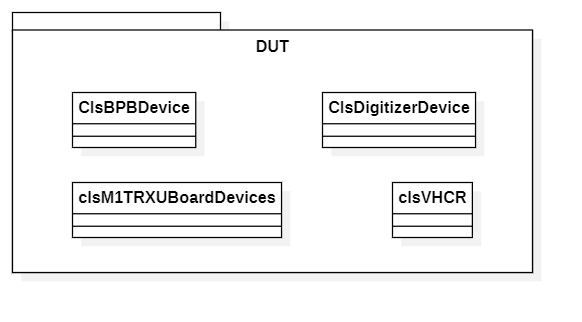 DUT
ClsBPBDevice
ClsDigitizerDevice
clsM1TRXUBoardDevices
clsVHCR